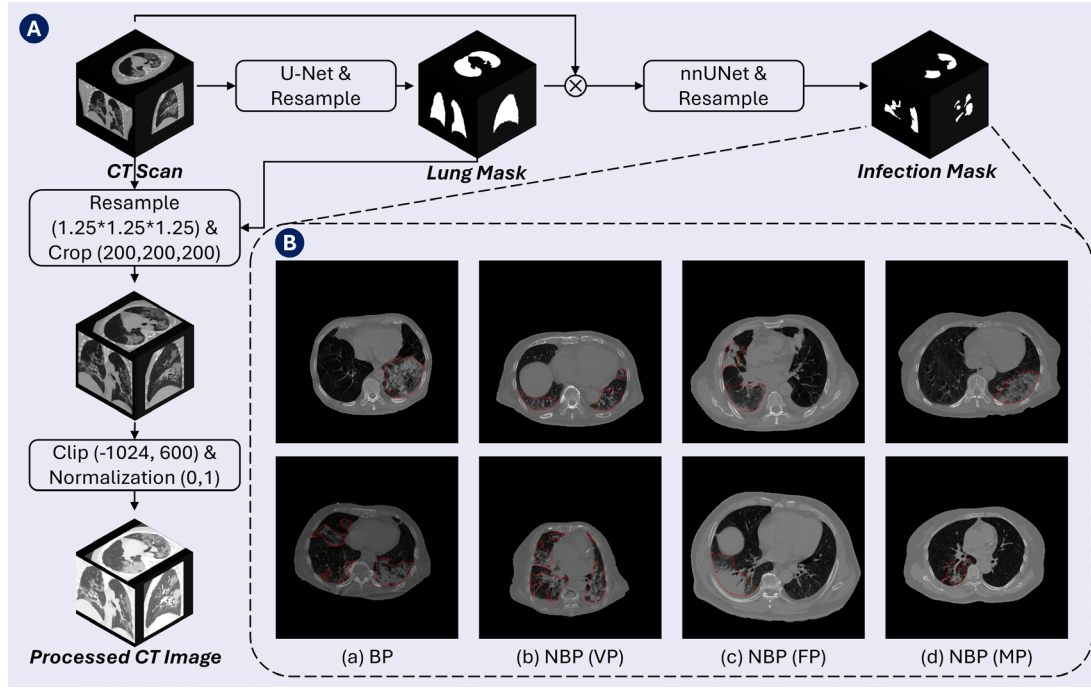 A
U-Net &
Resample
nnUNet &
Resample
CT Scan
Lung Mask
Infection Mask
Resample
(1.25*1.25*1.25) &
Crop (200,200,200)
Clip (-1024, 600) &
Normalization (0,1)
Processed CT Image
B
(a) BP
(b) NBP (VP)
(c) NBP (FP)
(d) NBP (MP)